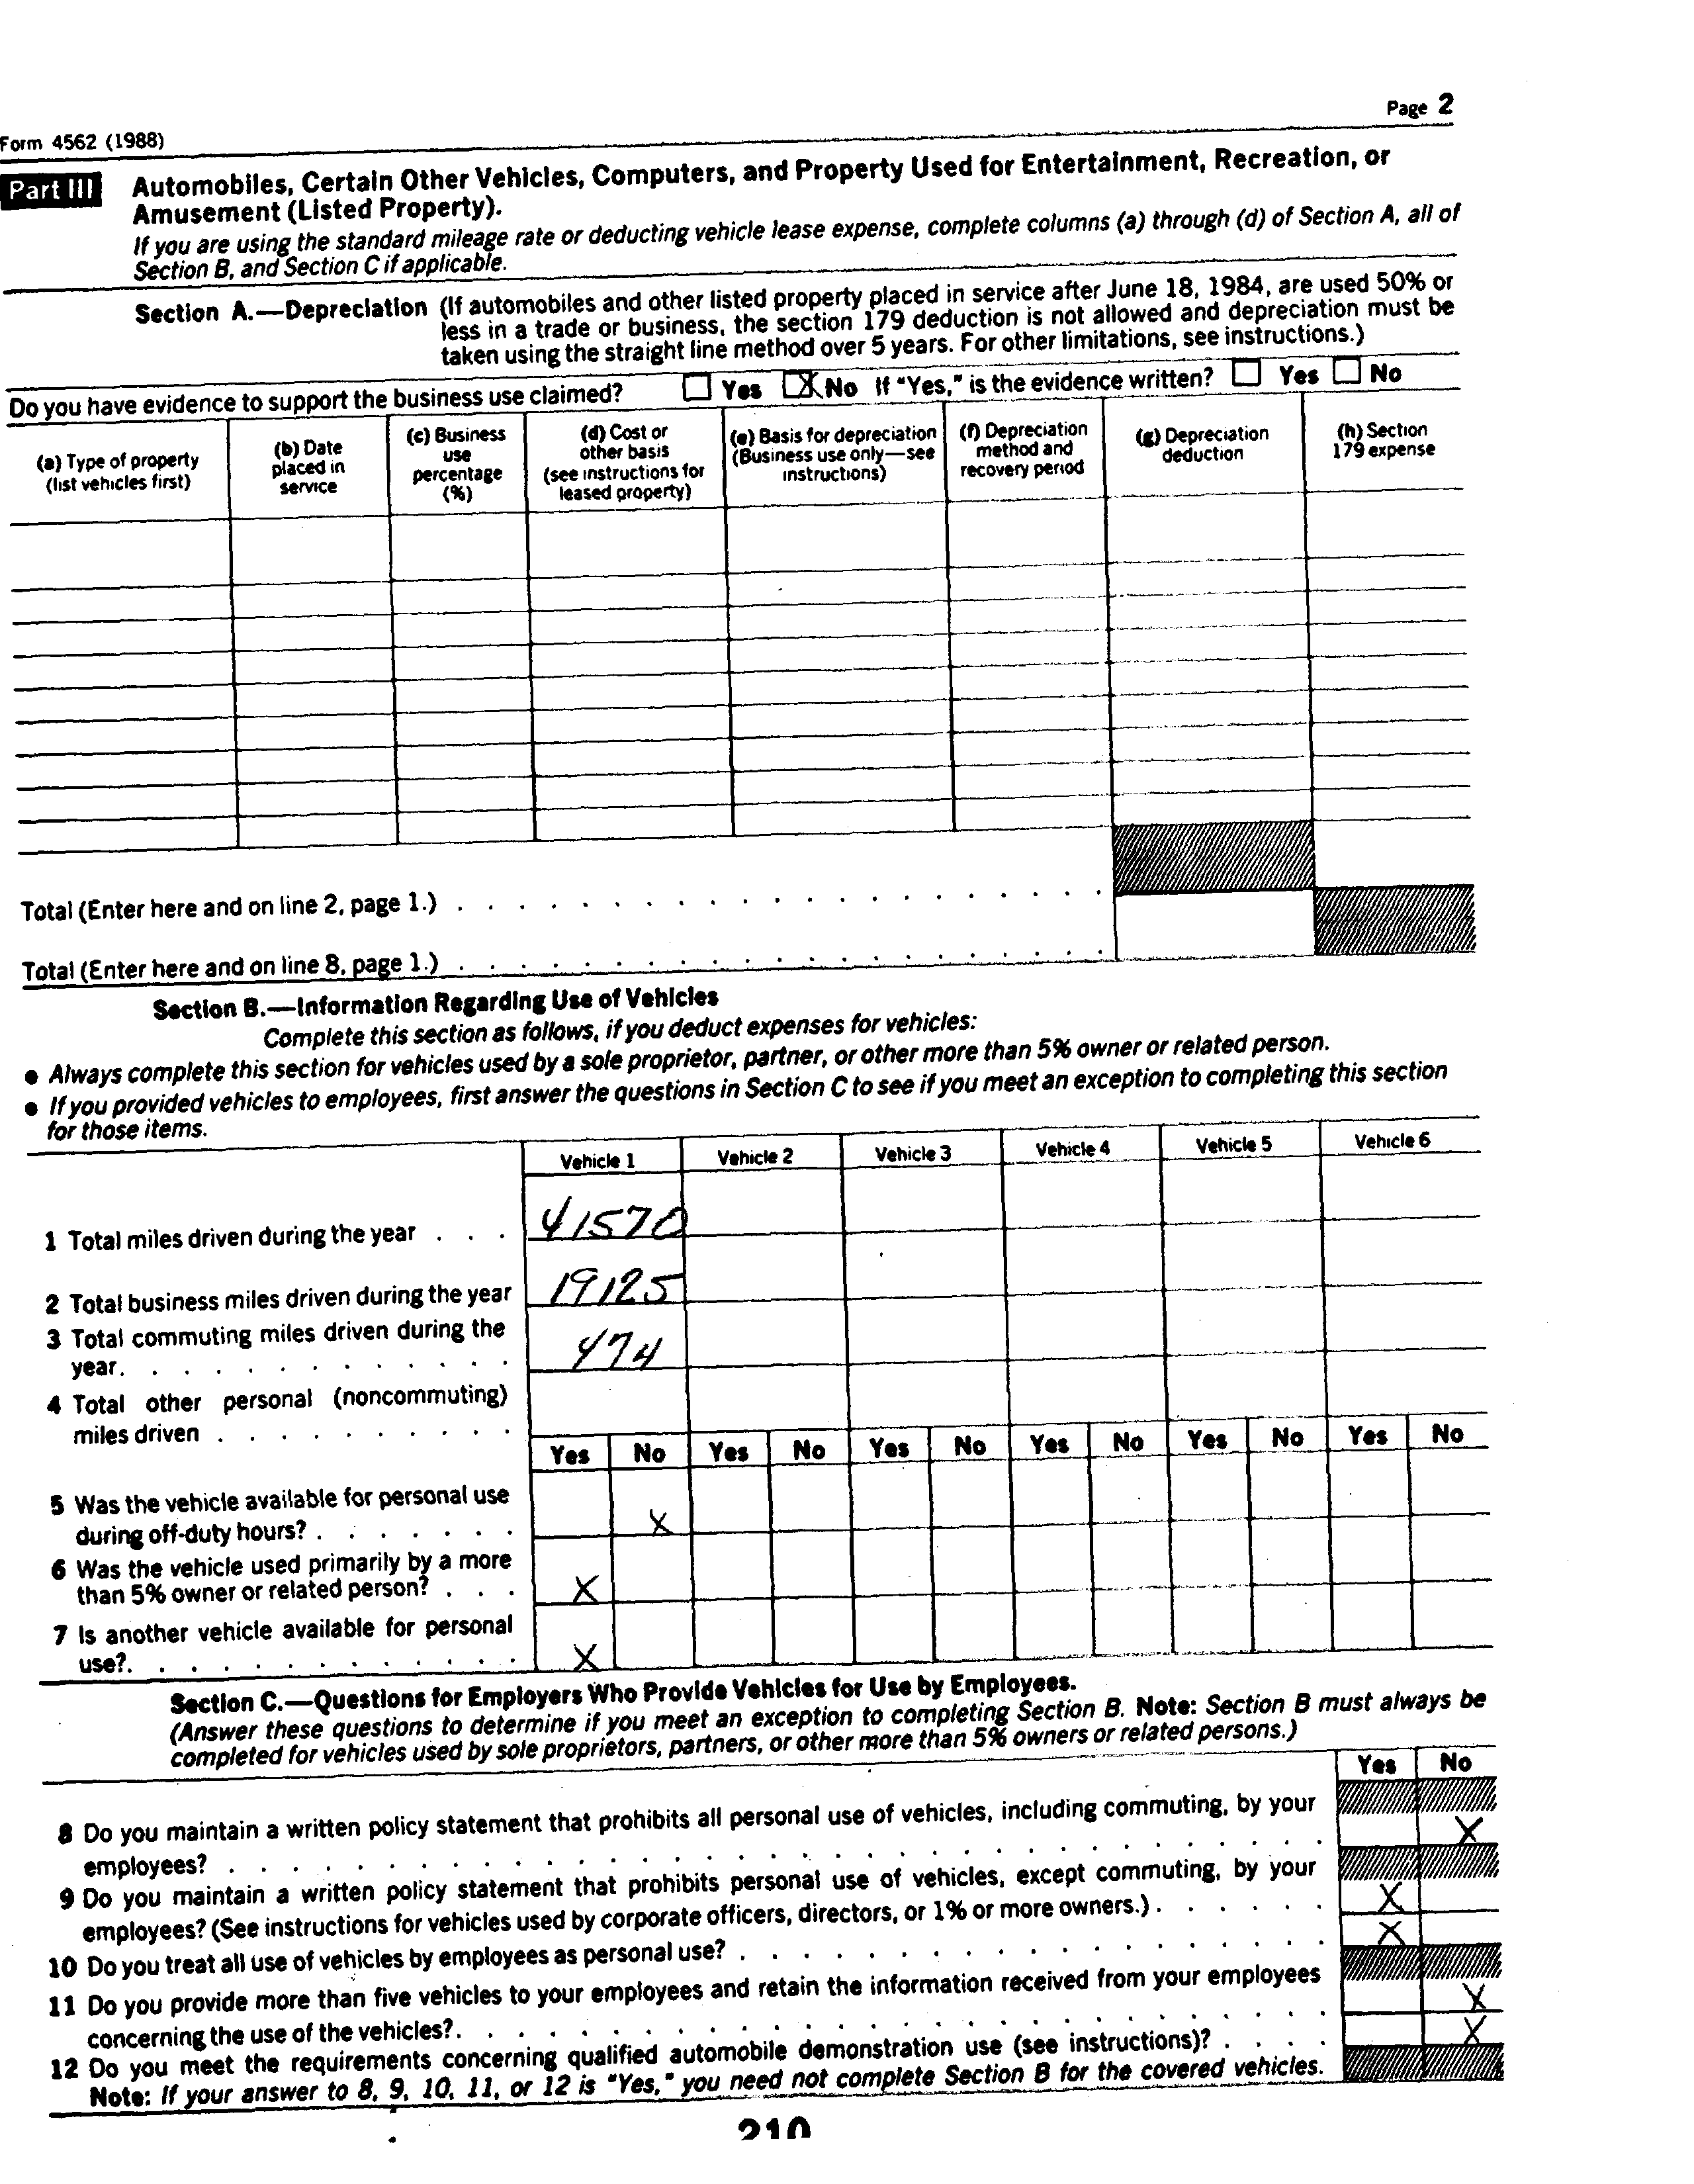 Page 2
Form 4562 (1988)
Part III Automobiles, Certain Other Vehicles, Computers, and Property Used for Entertainment, Recreation, or
Amusement (Listed Property).
If you are using the standard mileage rate or deducting vehicle lease expense, complete columns (a) through (d) of Section A, all of
Section B, and Section C if applicable.
Section A.—Depreciation (If automobiles and other listed property placed in service after June 18, 1984, are used 50% or
less in a trade or business, the section 179 deduction is not allowed and depreciation must be
taken using the straight line method over 5 years. For other limitations, see instructions.)
Do you have evidence to support the business use claimed? Yes X No If "Yes," is the evidence written? Yes No
(a) Type of property
(list vehicles first)
(b) Date
placed in
service
(c) Business
use
percentage
(%)
(d) Cost or
other basis
(see instructions for
leased property)
(e) Basis for depreciation
(Business use only—see
instructions)
(f) Depreciation
method and
recovery period
(g) Depreciation
deduction
(h) Section
179 expense
Total (Enter here and on line 2, page 1.) . . . . . . . . . . . . . . . . . . . . .
Total (Enter here and on line 8, page 1.) . . . . . . . . . . . . . . . . . . . . .
Section B.—Information Regarding Use of Vehicles
Complete this section as follows, if you deduct expenses for vehicles:
● Always complete this section for vehicles used by a sole proprietor, partner, or other more than 5% owner or related person.
● If you provided vehicles to employees, first answer the questions in Section C to see if you meet an exception to completing this section
for those items.
Vehicle 1 Vehicle 2 Vehicle 3 Vehicle 4 Vehicle 5 Vehicle 6
1 Total miles driven during the year . . . 41570
2 Total business miles driven during the year 19125
3 Total commuting miles driven during the
year. . . . . . . . . . . . . 474
4 Total other personal (noncommuting)
miles driven . . . . . . . . . .
Yes No Yes No Yes No Yes No Yes No Yes No
5 Was the vehicle available for personal use
during off-duty hours? . . . . . . . X
6 Was the vehicle used primarily by a more
than 5% owner or related person? . . . X
7 Is another vehicle available for personal
use?. . . . . . . . . . . . . X
Section C.—Questions for Employers Who Provide Vehicles for Use by Employees.
(Answer these questions to determine if you meet an exception to completing Section B. Note: Section B must always be
completed for vehicles used by sole proprietors, partners, or other more than 5% owners or related persons.)
Yes No
8 Do you maintain a written policy statement that prohibits all personal use of vehicles, including commuting, by your
employees? . . . . . . . . . . . . . . . . . . . . . . . . . . . . . . . . . . . X
9 Do you maintain a written policy statement that prohibits personal use of vehicles, except commuting, by your
employees? (See instructions for vehicles used by corporate officers, directors, or 1% or more owners.) . . . . . . X
10 Do you treat all use of vehicles by employees as personal use? . . . . . . . . . . . . . . . . . . . X
11 Do you provide more than five vehicles to your employees and retain the information received from your employees
concerning the use of the vehicles?. . . . . . . . . . . . . . . . . . . . . . . . . . . . X
12 Do you meet the requirements concerning qualified automobile demonstration use (see instructions)? . . . . X
Note: If your answer to 8, 9, 10, 11, or 12 is "Yes," you need not complete Section B for the covered vehicles.
210